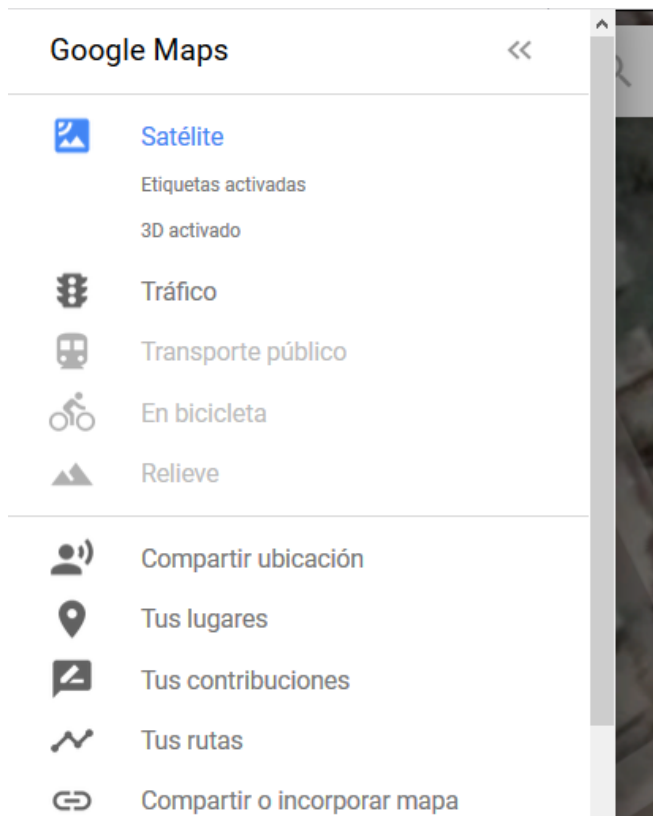 Google Maps
Satélite
Etiquetas activadas
3D activado
Tráfico
Transporte público
En bicicleta
Relieve
Compartir ubicación
Tus lugares
Tus contribuciones
Tus rutas
Compartir o incorporar mapa